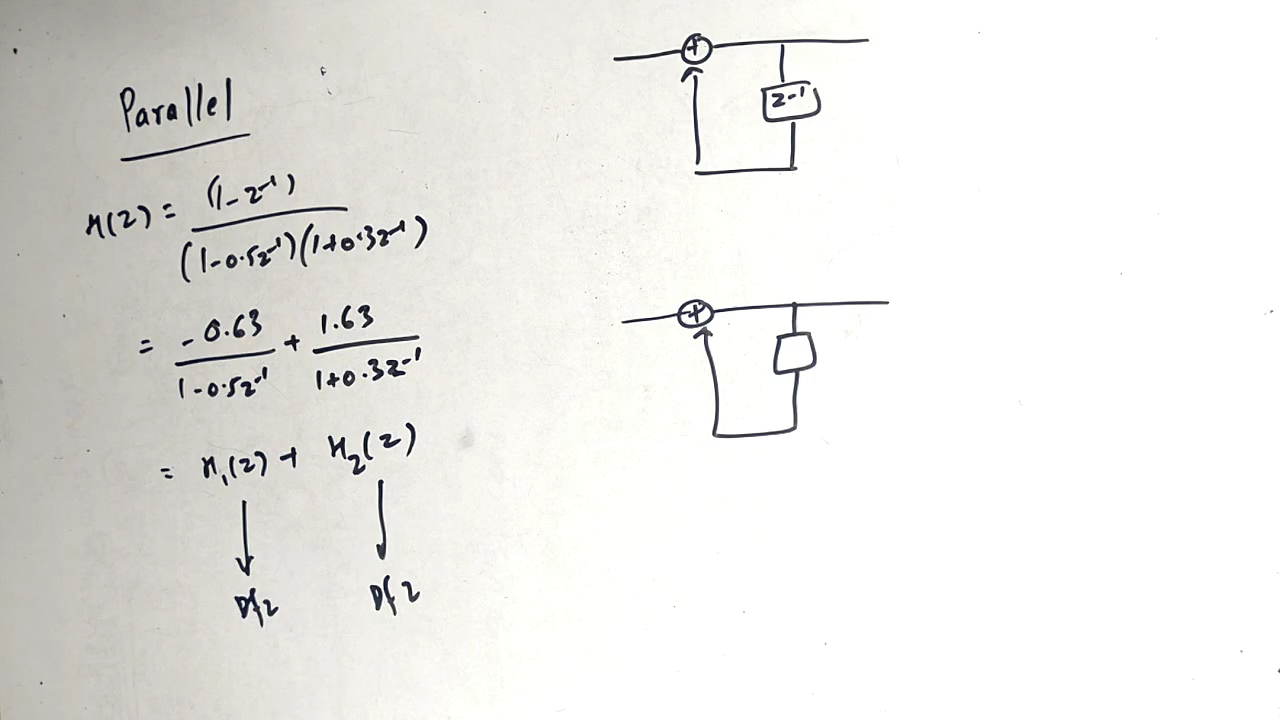 Parallel
H(z) = (1-z⁻¹) / (1-0.5z⁻¹)(1+0.3z⁻¹)
= -0.63 / 1-0.5z⁻¹ + 1.63 / 1+0.3z⁻¹
= H₁(z) + H₂(z)
Df2 Df2
+
z-1
+